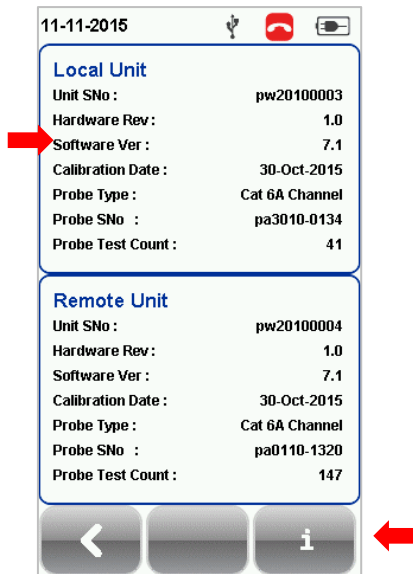 11-11-2015
Local Unit
Unit SNo : pw20100003
Hardware Rev : 1.0
Software Ver : 7.1
Calibration Date : 30-Oct-2015
Probe Type : Cat 6A Channel
Probe SNo : pa3010-0134
Probe Test Count : 41
Remote Unit
Unit SNo : pw20100004
Hardware Rev : 1.0
Software Ver : 7.1
Calibration Date : 30-Oct-2015
Probe Type : Cat 6A Channel
Probe SNo : pa0110-1320
Probe Test Count : 147
i